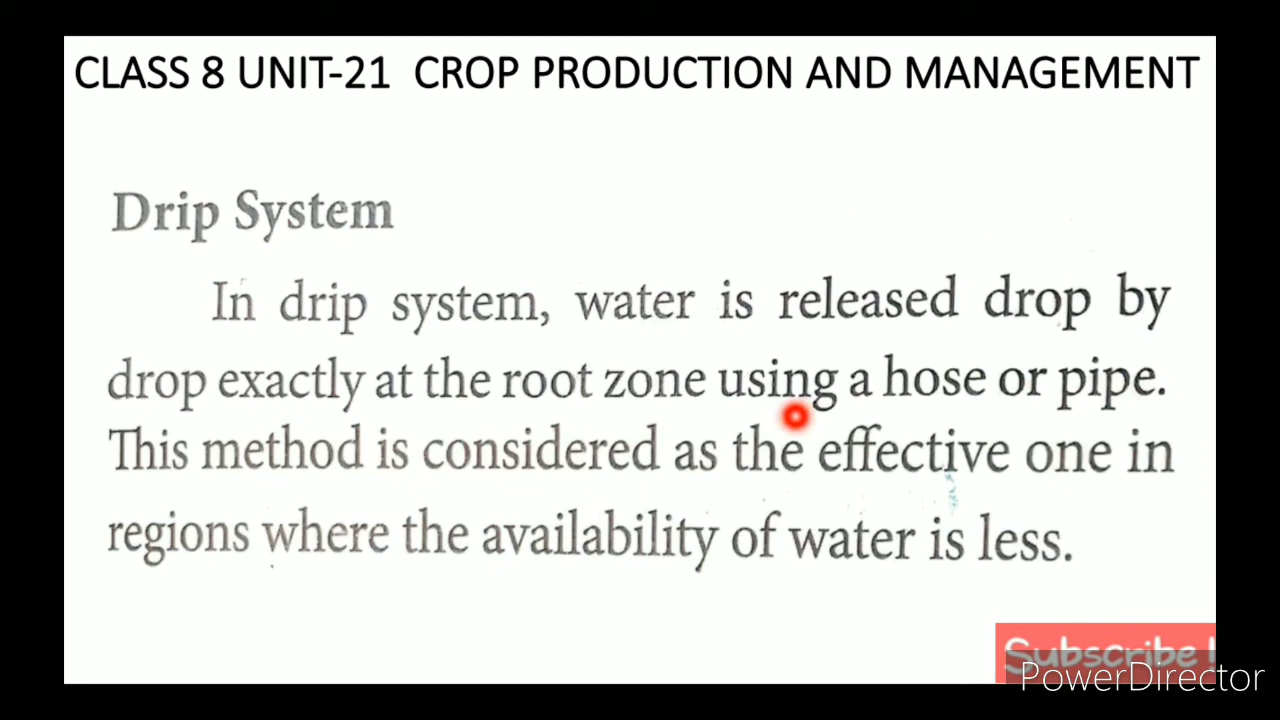 CLASS 8 UNIT-21 CROP PRODUCTION AND MANAGEMENT
Drip System
In drip system, water is released drop by
drop exactly at the root zone using a hose or pipe.
This method is considered as the effective one in
regions where the availability of water is less.
Subscribe !
PowerDirector